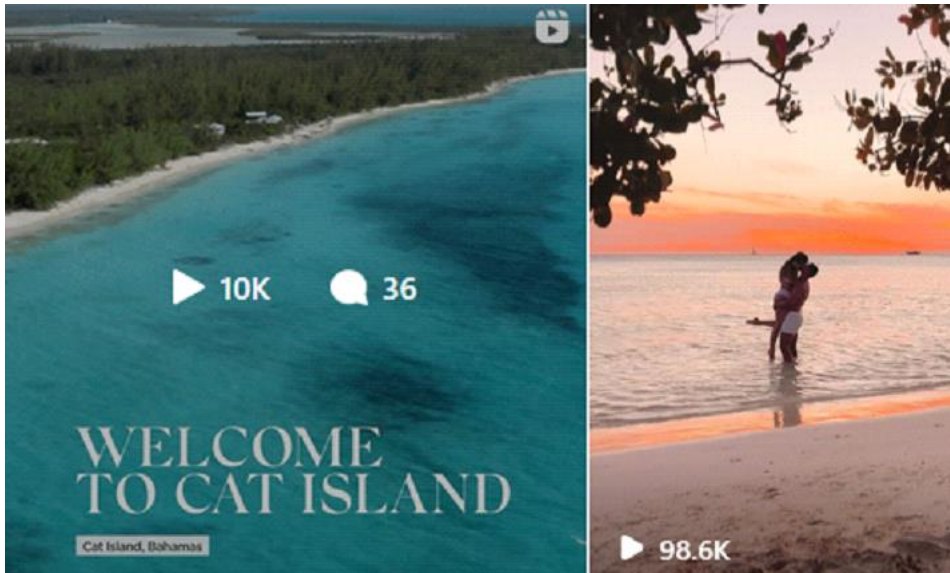 10K
36
WELCOME
TO CAT ISLAND
Cat Island, Bahamas
98.6K